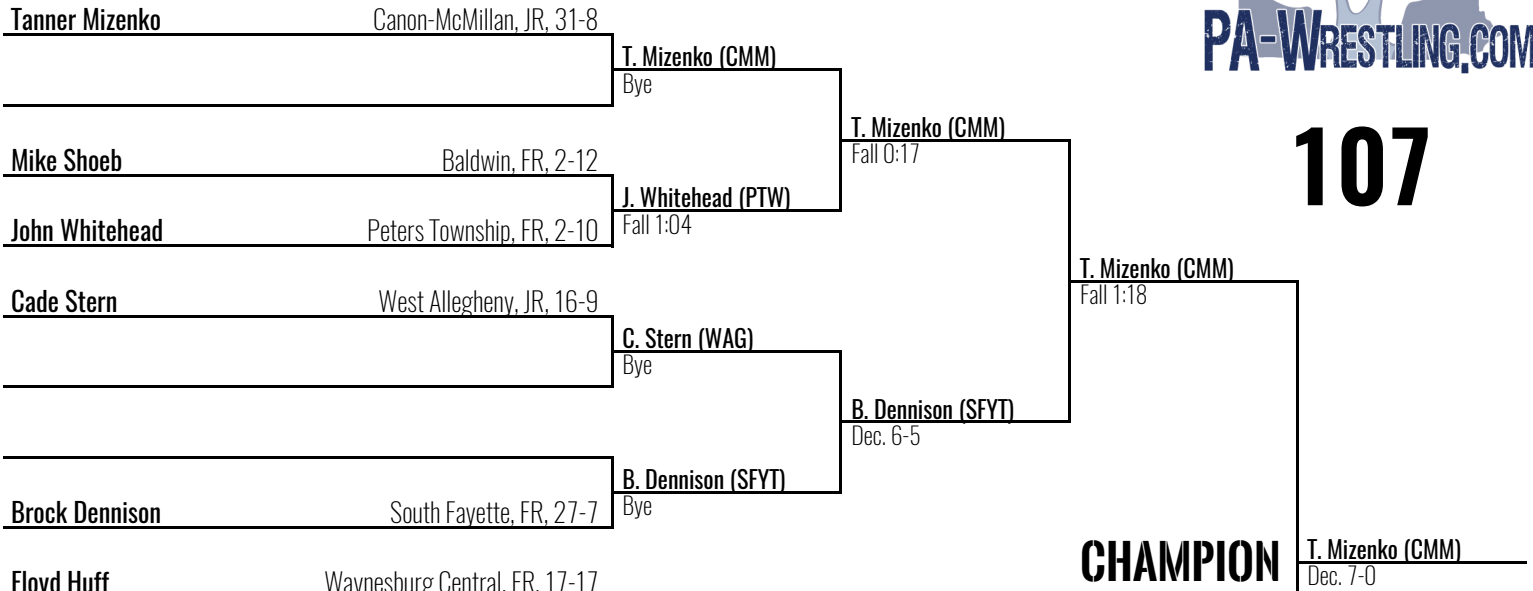 Tanner Mizenko Canon-McMillan, JR, 31-8
T. Mizenko (CMM)
Bye
PA-WRESTLING.COM
T. Mizenko (CMM)
Fall 0:17
107
Mike Shoeb Baldwin, FR, 2-12
J. Whitehead (PTW)
Fall 1:04
John Whitehead Peters Township, FR, 2-10
T. Mizenko (CMM)
Fall 1:18
Cade Stern West Allegheny, JR, 16-9
C. Stern (WAG)
Bye
B. Dennison (SFYT)
Dec. 6-5
B. Dennison (SFYT)
Bye
Brock Dennison South Fayette, FR, 27-7
CHAMPION
T. Mizenko (CMM)
Dec. 7-0
Floyd Huff Waynesburg Central, FR, 17-17